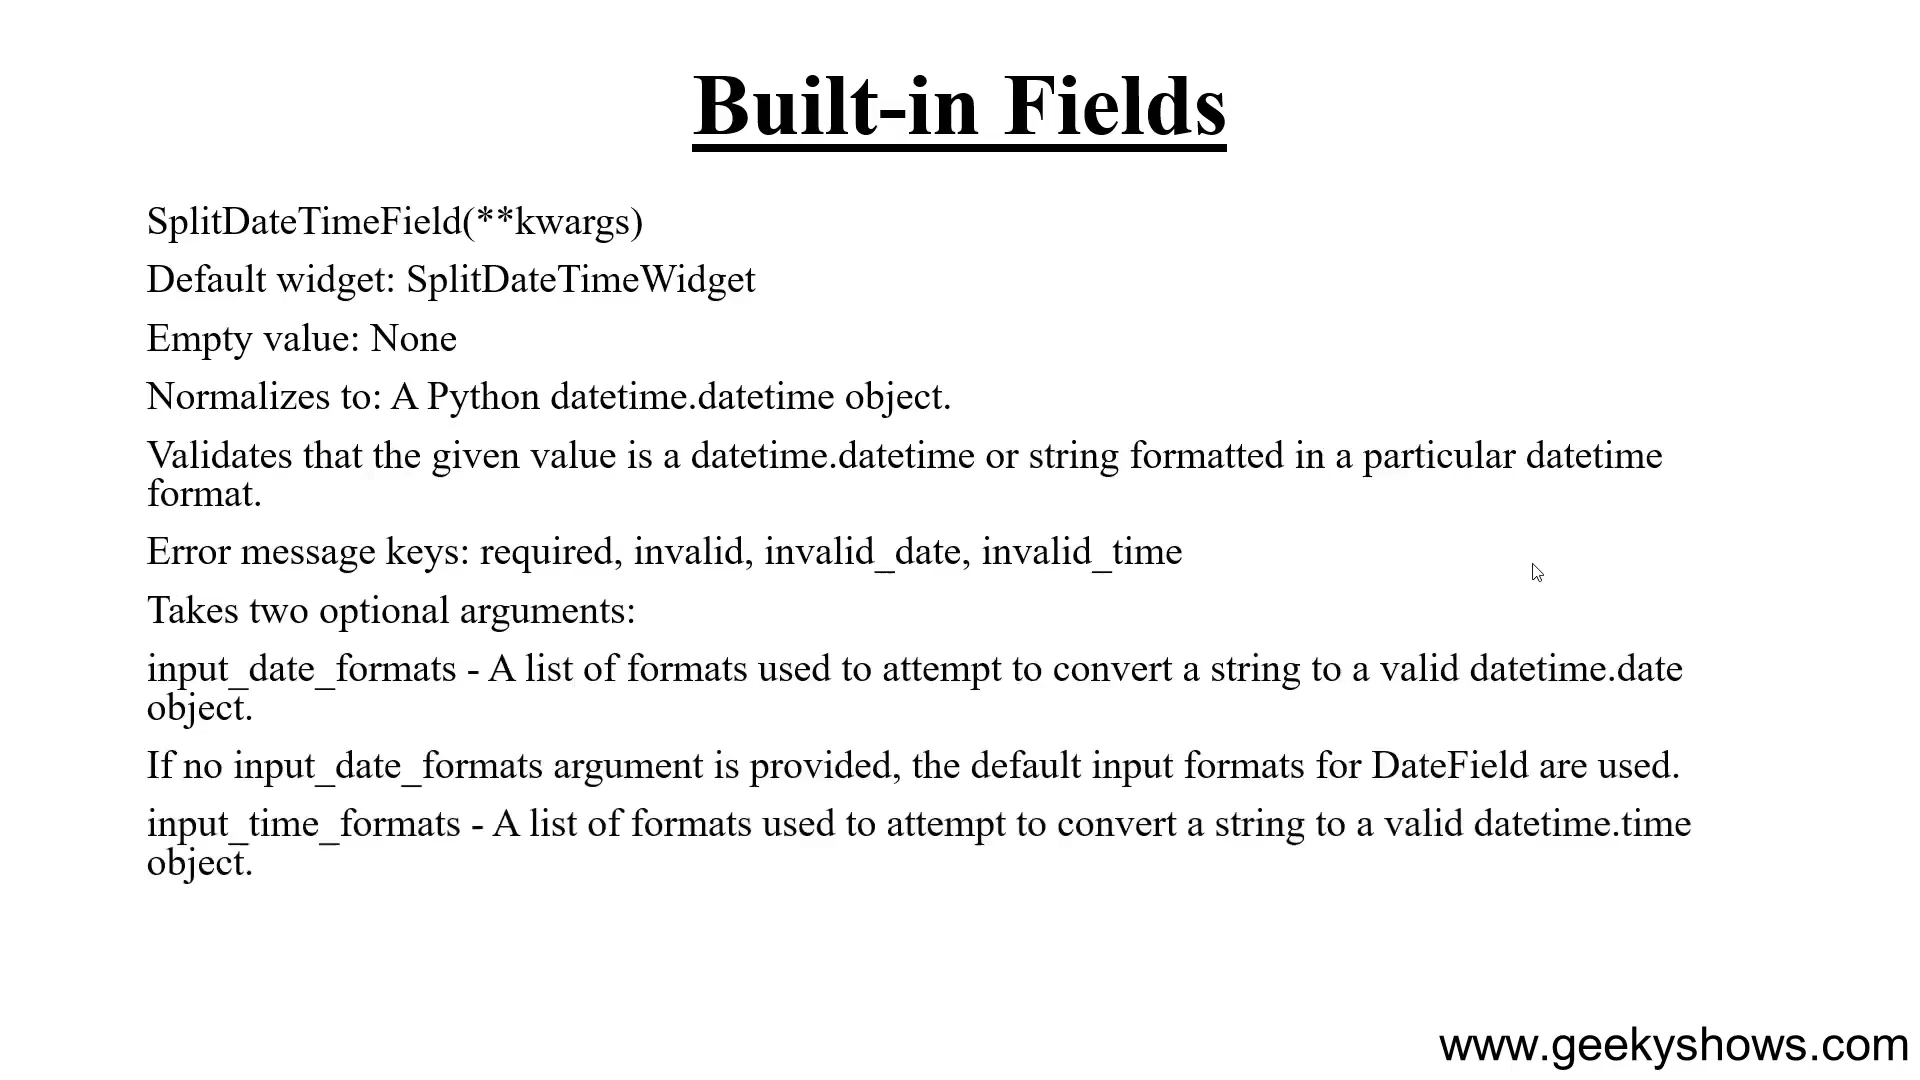 Built-in Fields
SplitDateTimeField(**kwargs)
Default widget: SplitDateTimeWidget
Empty value: None
Normalizes to: A Python datetime.datetime object.
Validates that the given value is a datetime.datetime or string formatted in a particular datetime
format.
Error message keys: required, invalid, invalid_date, invalid_time
Takes two optional arguments:
input_date_formats - A list of formats used to attempt to convert a string to a valid datetime.date
object.
If no input_date_formats argument is provided, the default input formats for DateField are used.
input_time_formats - A list of formats used to attempt to convert a string to a valid datetime.time
object.
www.geekyshows.com